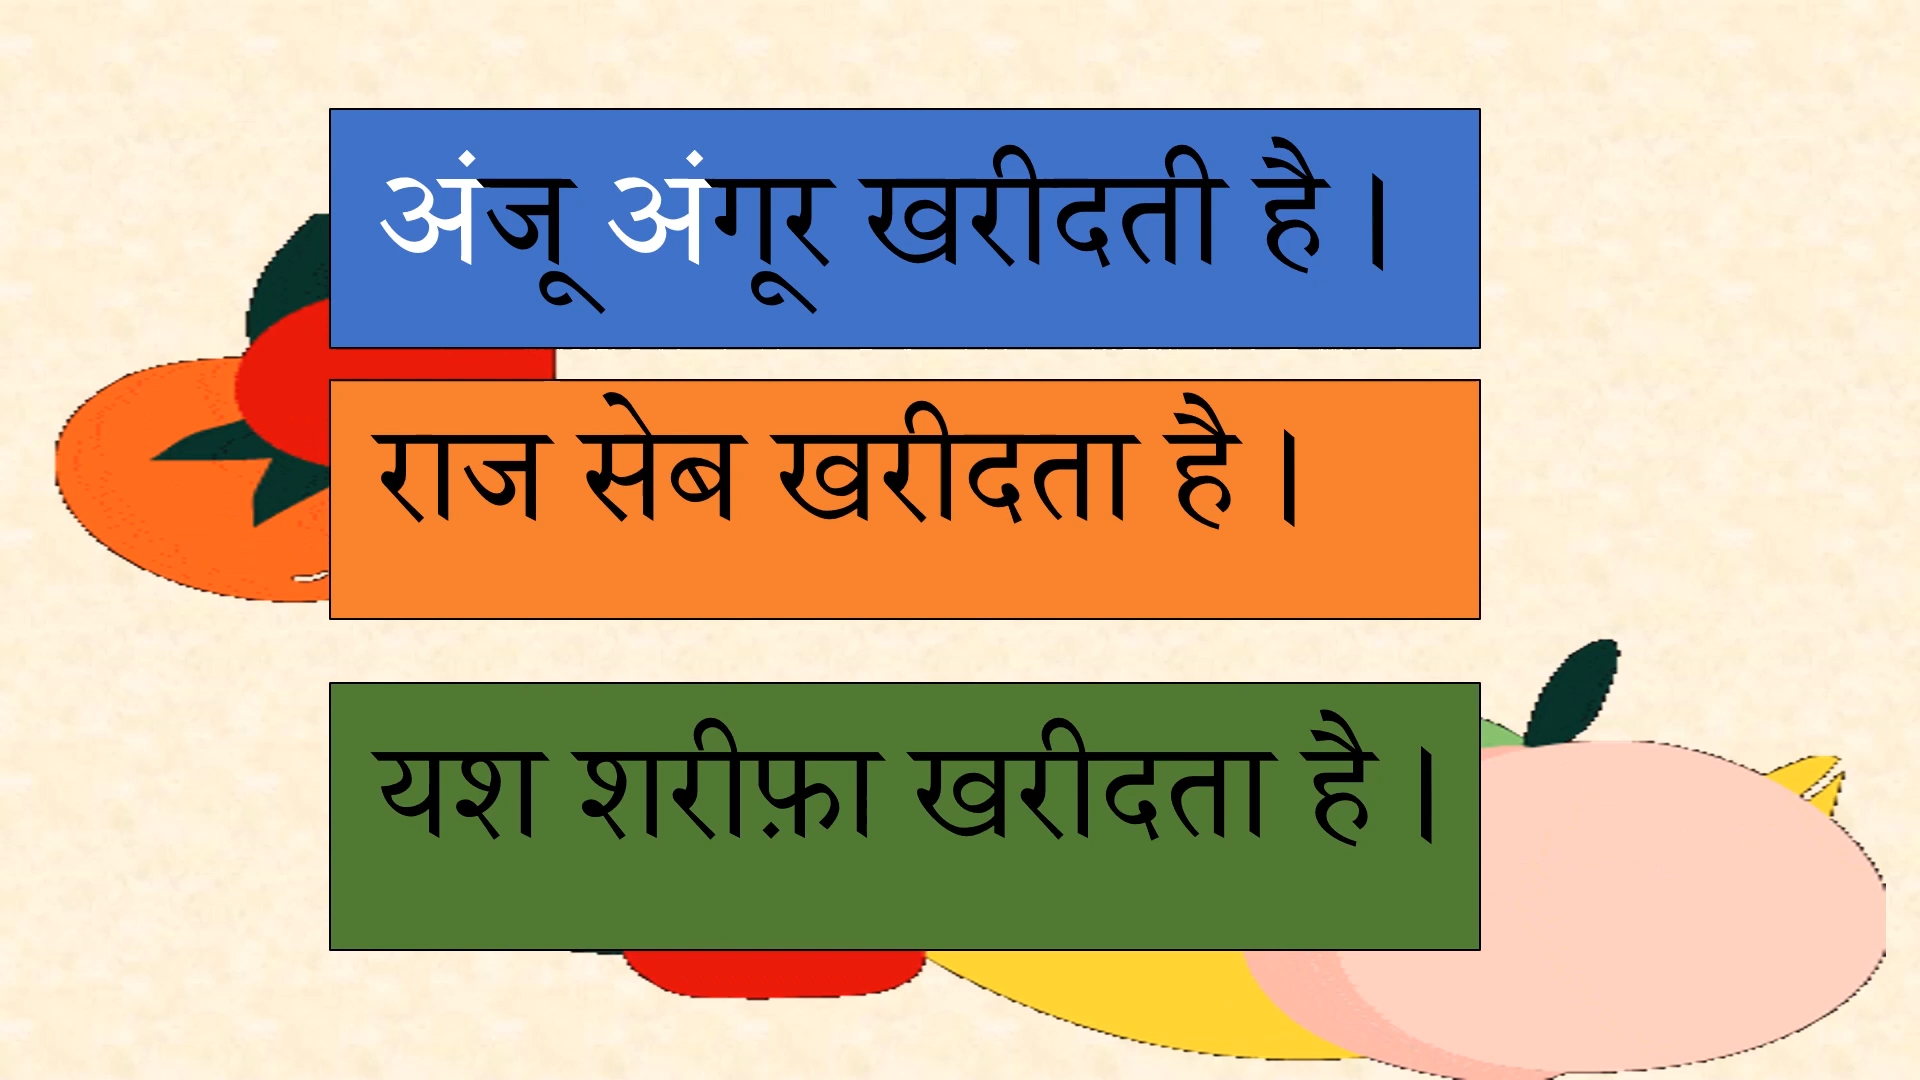 अंजू अंगूर खरीदती है।
राज सेब खरीदता है।
यश शरीफ़ा खरीदता है।